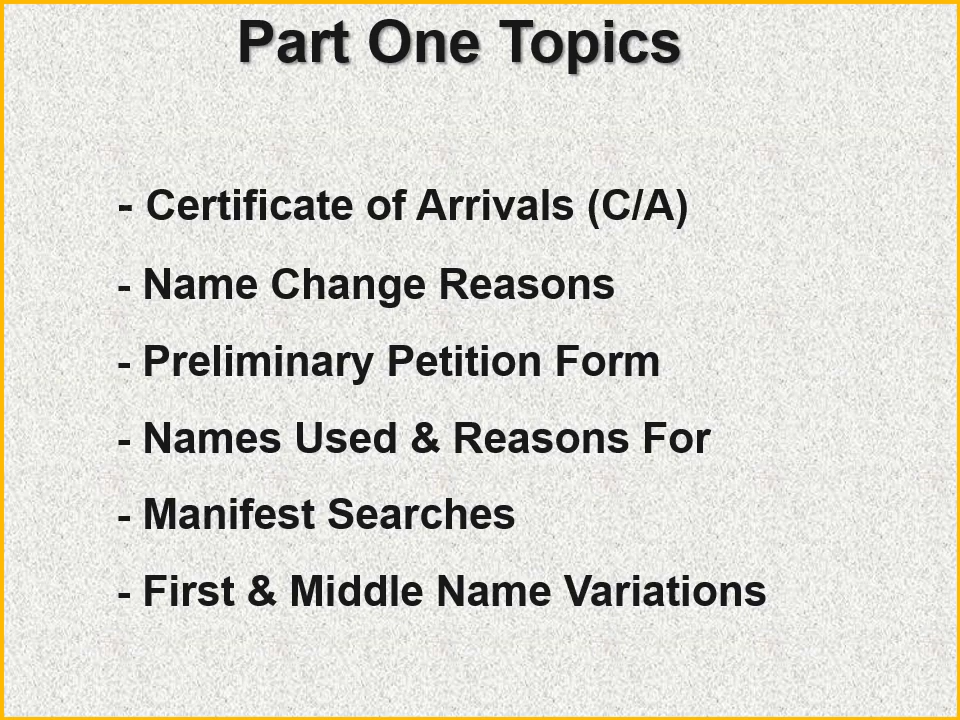 Part One Topics
- Certificate of Arrivals (C/A)
- Name Change Reasons
- Preliminary Petition Form
- Names Used & Reasons For
- Manifest Searches
- First & Middle Name Variations